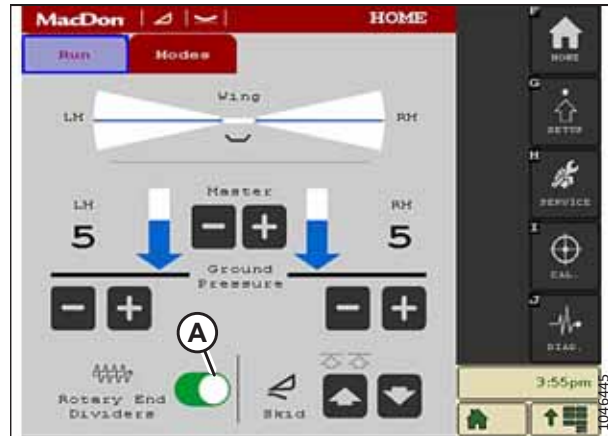 MacDon
HOME
Run
Modes
Wing
LH
RH
Master
LH
RH
5
5
Ground
Pressure
A
Rotary End
Dividers
Skid
F
HOME
G
SETUP
H
SERVICE
I
CAL.
J
DIAG.
3:55pm
1046445